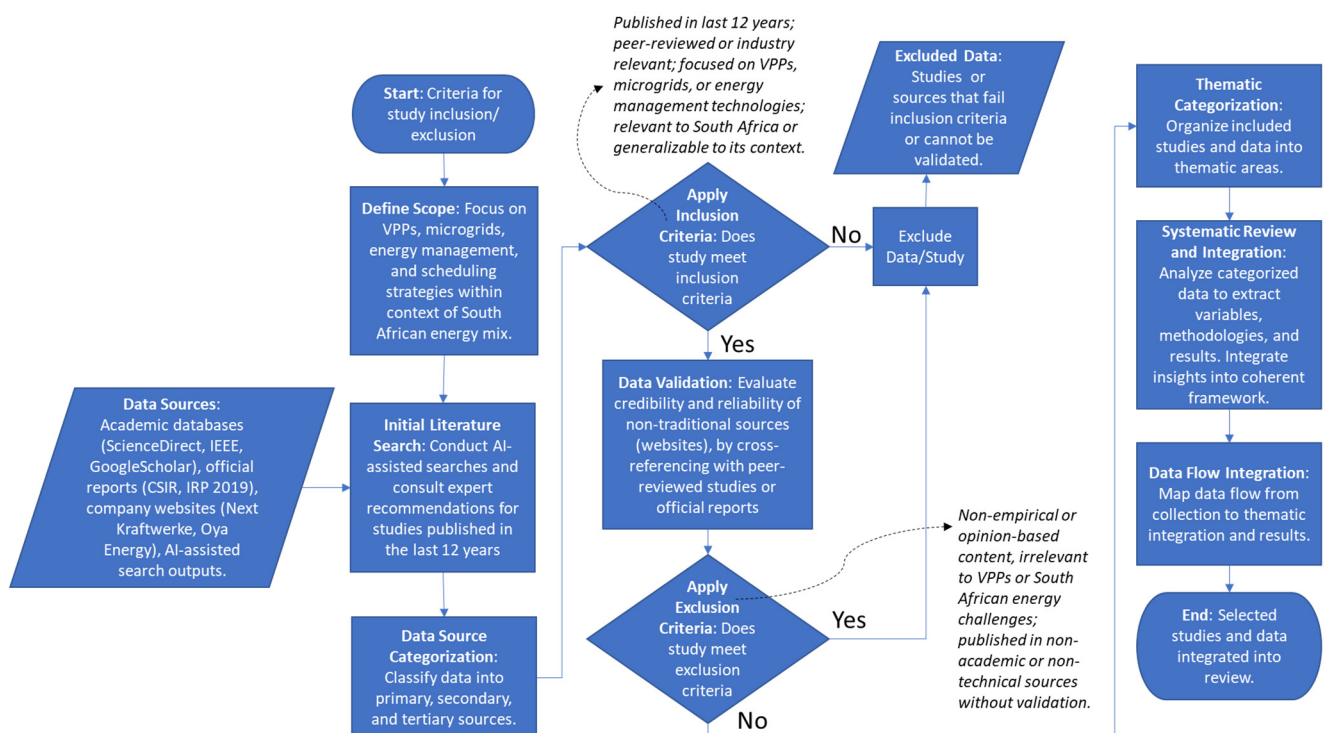 Start: Criteria for
study inclusion/
exclusion
Define Scope: Focus on
VPPs, microgrids,
energy management,
and scheduling
strategies within
context of South
African energy mix.
Data Sources:
Academic databases
(ScienceDirect, IEEE,
GoogleScholar), official
reports (CSIR, IRP 2019),
company websites (Next
Kraftwerke, Oya
Energy), AI-assisted
search outputs.
Initial Literature
Search: Conduct AI-
assisted searches and
consult expert
recommendations for
studies published in
the last 12 years
Data Source
Categorization:
Classify data into
primary, secondary,
and tertiary sources.
Published in last 12 years;
peer-reviewed or industry
relevant; focused on VPPs,
microgrids, or energy
management technologies;
relevant to South Africa or
generalizable to its context.
Apply
Inclusion
Criteria: Does
study meet
inclusion
criteria
No
Exclude
Data/Study
Excluded Data:
Studies or
sources that fail
inclusion criteria
or cannot be
validated.
Yes
Data Validation: Evaluate
credibility and reliability of
non-traditional sources
(websites), by cross-
referencing with peer-
reviewed studies or
official reports
Apply
Exclusion
Criteria: Does
study meet
exclusion
criteria
Yes
Non-empirical or
opinion-based
content, irrelevant
to VPPs or South
African energy
challenges;
published in non-
academic or non-
technical sources
without validation.
No
Thematic
Categorization:
Organize included
studies and data into
thematic areas.
Systematic Review
and Integration:
Analyze categorized
data to extract
variables,
methodologies, and
results. Integrate
insights into coherent
framework.
Data Flow Integration:
Map data flow from
collection to thematic
integration and results.
End: Selected
studies and data
integrated into
review.